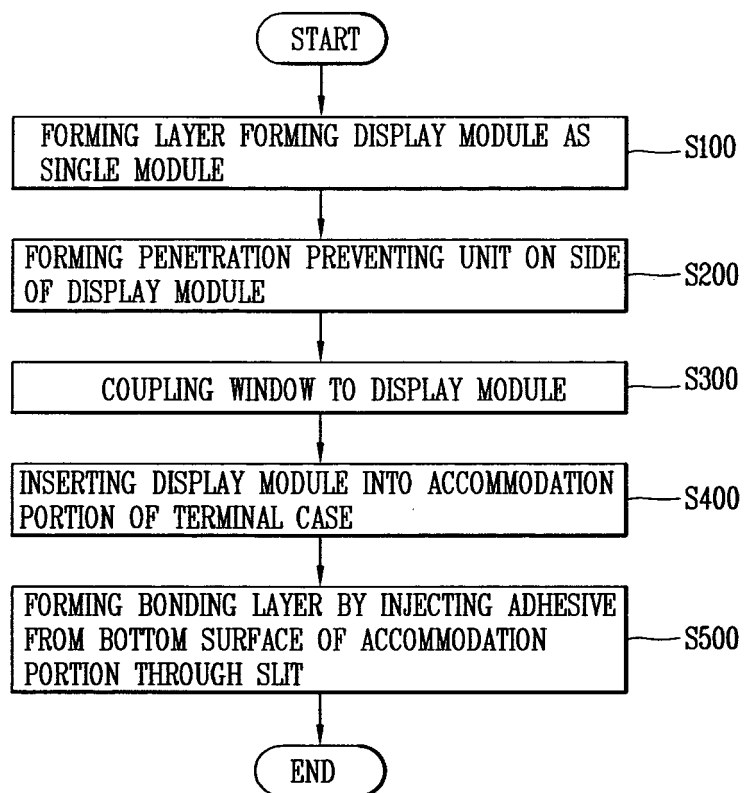 START
FORMING LAYER FORMING DISPLAY MODULE AS
SINGLE MODULE
S100
FORMING PENETRATION PREVENTING UNIT ON SIDE
OF DISPLAY MODULE
S200
COUPLING WINDOW TO DISPLAY MODULE
S300
INSERTING DISPLAY MODULE INTO ACCOMMODATION
PORTION OF TERMINAL CASE
S400
FORMING BONDING LAYER BY INJECTING ADHESIVE
FROM BOTTOM SURFACE OF ACCOMMODATION
PORTION THROUGH SLIT
S500
END